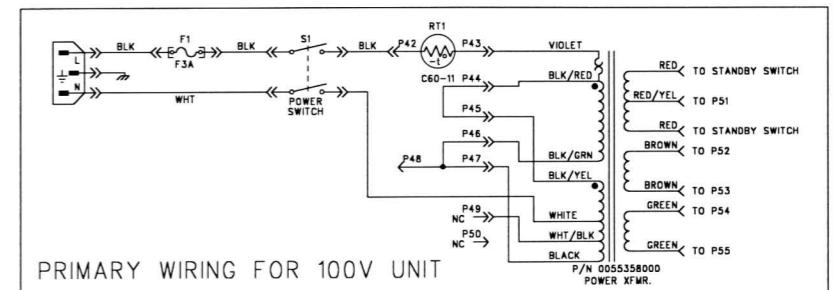 F1
F3A
L
N
BLK
BLK
S1
BLK
P42
RT1
-t°
C60-11
P43
VIOLET
WHT
POWER
SWITCH
P44
BLK/RED
P45
P46
BLK/GRN
P48
P47
BLK/YEL
P49
NC
WHITE
P50
NC
WHT/BLK
BLACK
RED
TO STANDBY SWITCH
RED/YEL
TO P51
RED
TO STANDBY SWITCH
BROWN
TO P52
BROWN
TO P53
GREEN
TO P54
GREEN
TO P55
P/N 0055358000
POWER XFMR.
PRIMARY WIRING FOR 100V UNIT